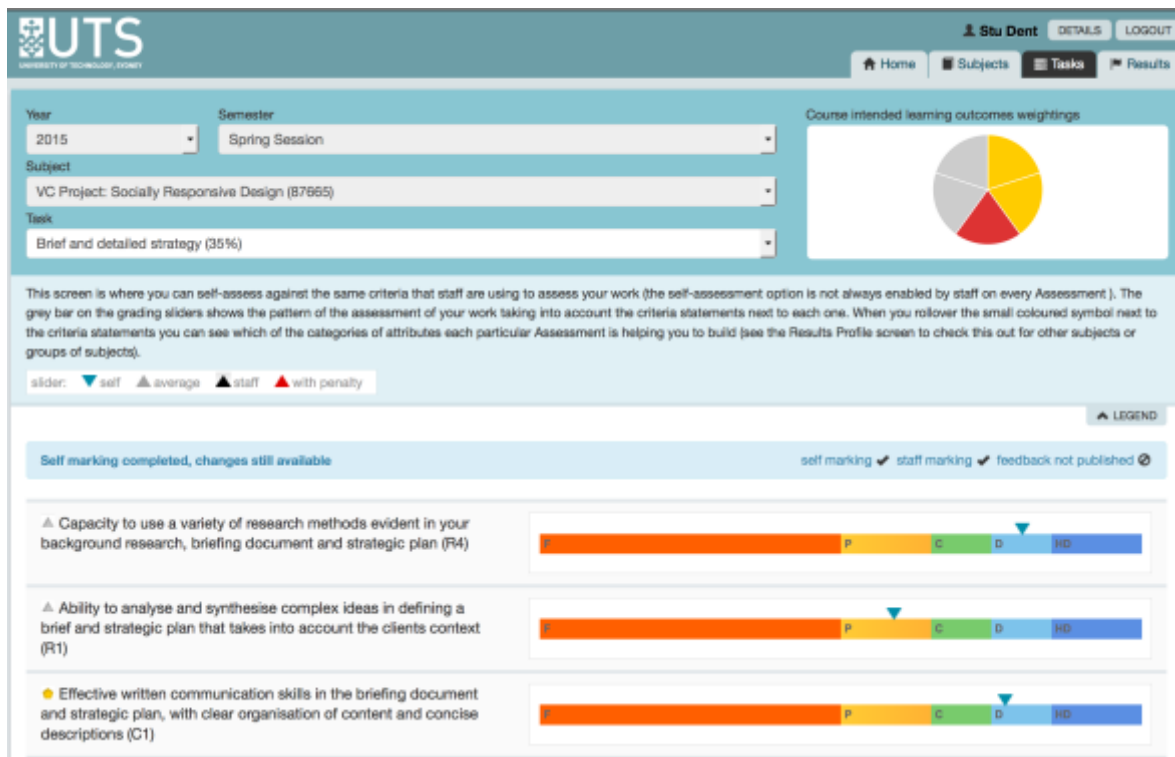 UTS
UNIVERSITY OF TECHNOLOGY, SYDNEY
Stu Dent DETAILS LOGOUT
Home Subjects Tasks Results
Year Semester Course intended learning outcomes weightings
2015 Spring Session
Subject
VC Project: Socially Responsive Design (87665)
Task
Brief and detailed strategy (35%)
This screen is where you can self-assess against the same criteria that staff are using to assess your work (the self-assessment option is not always enabled by staff on every Assessment ). The
grey bar on the grading sliders shows the pattern of the assessment of your work taking into account the criteria statements next to each one. When you rollover the small coloured symbol next to
the criteria statements you can see which of the categories of attributes each particular Assessment is helping you to build (see the Results Profile screen to check this out for other subjects or
groups of subjects).
slider: self average staff with penalty
LEGEND
Self marking completed, changes still available self marking ✔ staff marking ✔ feedback not published
Capacity to use a variety of research methods evident in your
background research, briefing document and strategic plan (R4)
F P C D HD
Ability to analyse and synthesise complex ideas in defining a
brief and strategic plan that takes into account the clients context
(R1)
F P C D HD
Effective written communication skills in the briefing document
and strategic plan, with clear organisation of content and concise
descriptions (C1)
F P C D HD